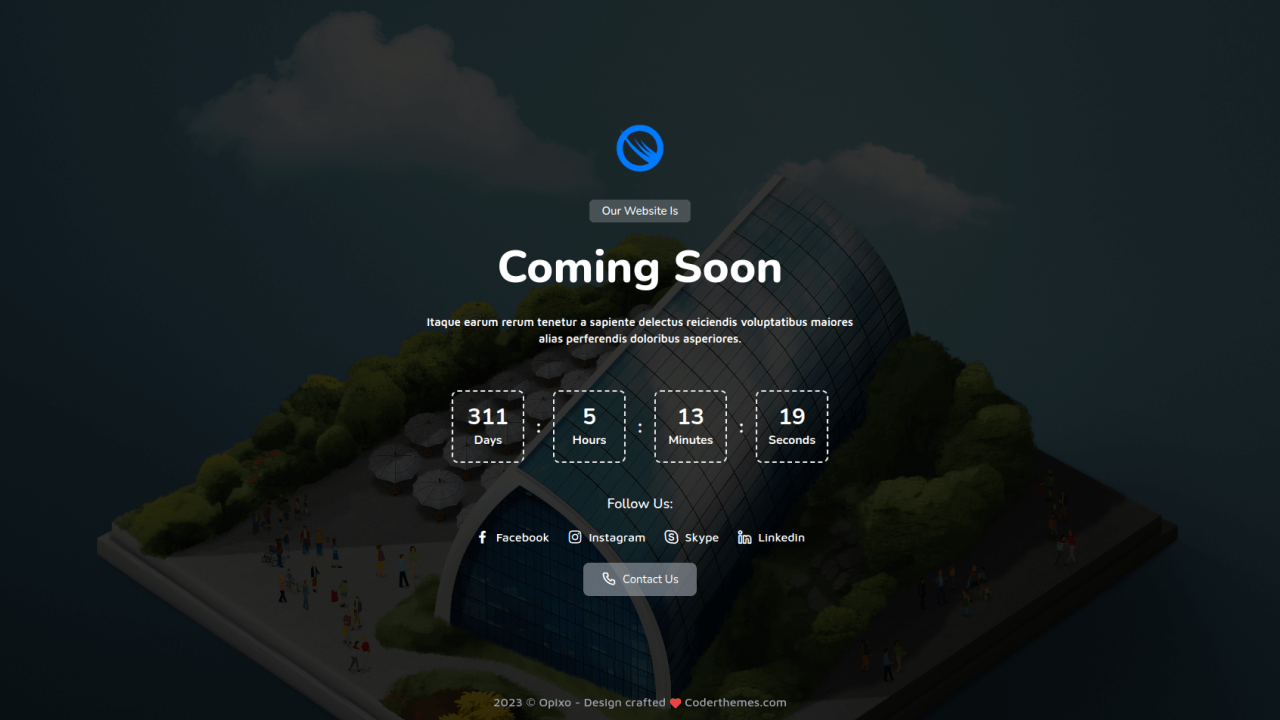 Our Website Is
Coming Soon
Itaque earum rerum tenetur a sapiente delectus reiciendis voluptatibus maiores
alias perferendis doloribus asperiores.
311 : 5 : 13 : 19
Days Hours Minutes Seconds
Follow Us:
Facebook Instagram Skype Linkedin
Contact Us
2023 © Opixo - Design crafted ❤ Coderthemes.com